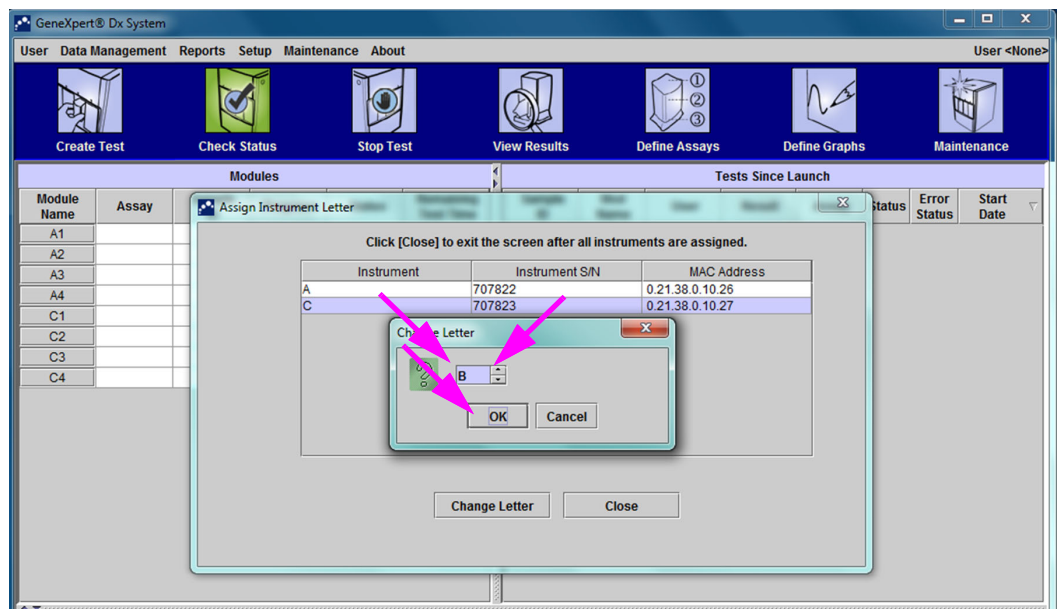 GeneXpert® Dx System
User Data Management Reports Setup Maintenance About User <None>
① ② ③
Create Test Check Status Stop Test View Results Define Assays Define Graphs Maintenance
Modules Tests Since Launch
Module Name Assay Status Error Status Start Date
Assign Instrument Letter
Click [Close] to exit the screen after all instruments are assigned.
Instrument Instrument S/N MAC Address
A 707822 0.21.38.0.10.26
C 707823 0.21.38.0.10.27
Letter
B
OK Cancel
Change Letter Close
A1
A2
A3
A4
C1
C2
C3
C4